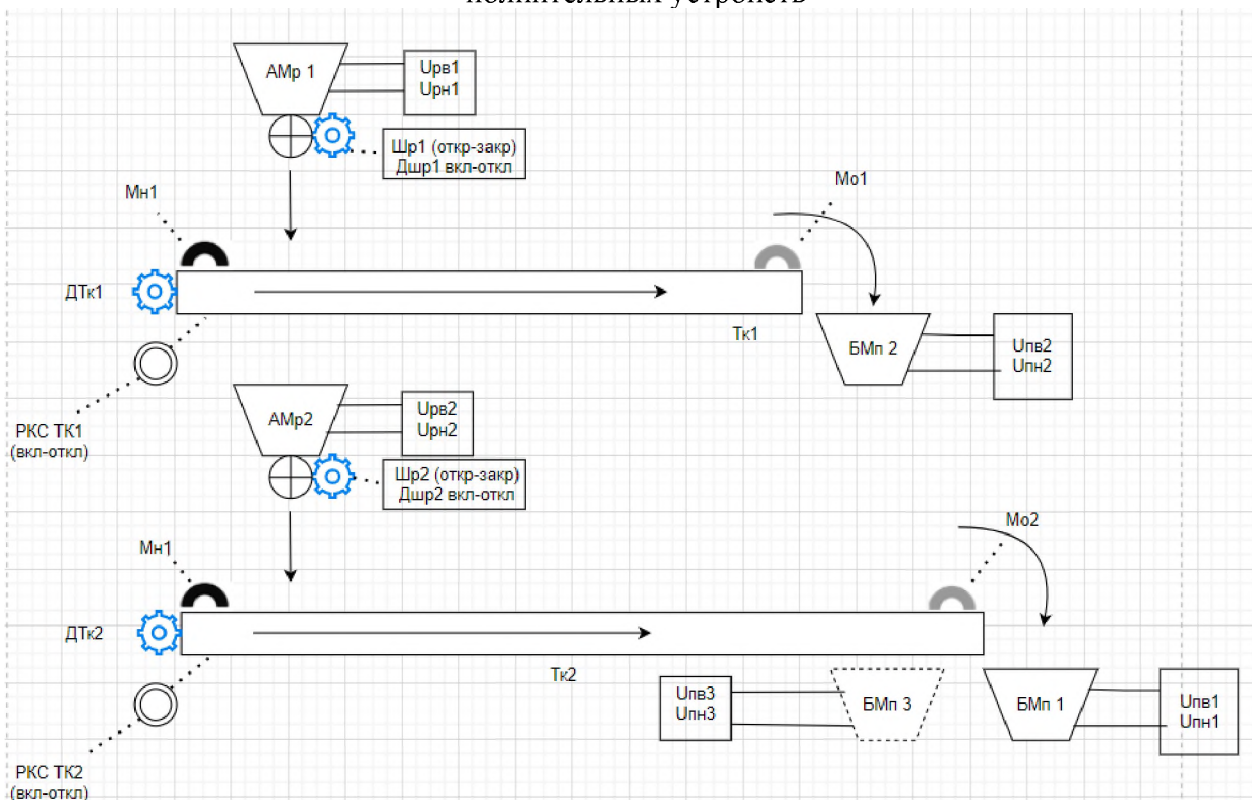 полнительных устройств
АМр 1
Uрв1
Uрн1
Шр1 (откр-закр)
Дшр1 вкл-откл
Мн1
Мо1
ДТк1
Тк1
БМп 2
Uпв2
Uпн2
РКС ТК1
(вкл-откл)
АМр2
Uрв2
Uрн2
Шр2 (откр-закр)
Дшр2 вкл-откл
Мн1
Мо2
ДТк2
Тк2
Uпв3
Uпн3
БМп 3
БМп 1
Uпв1
Uпн1
РКС ТК2
(вкл-откл)